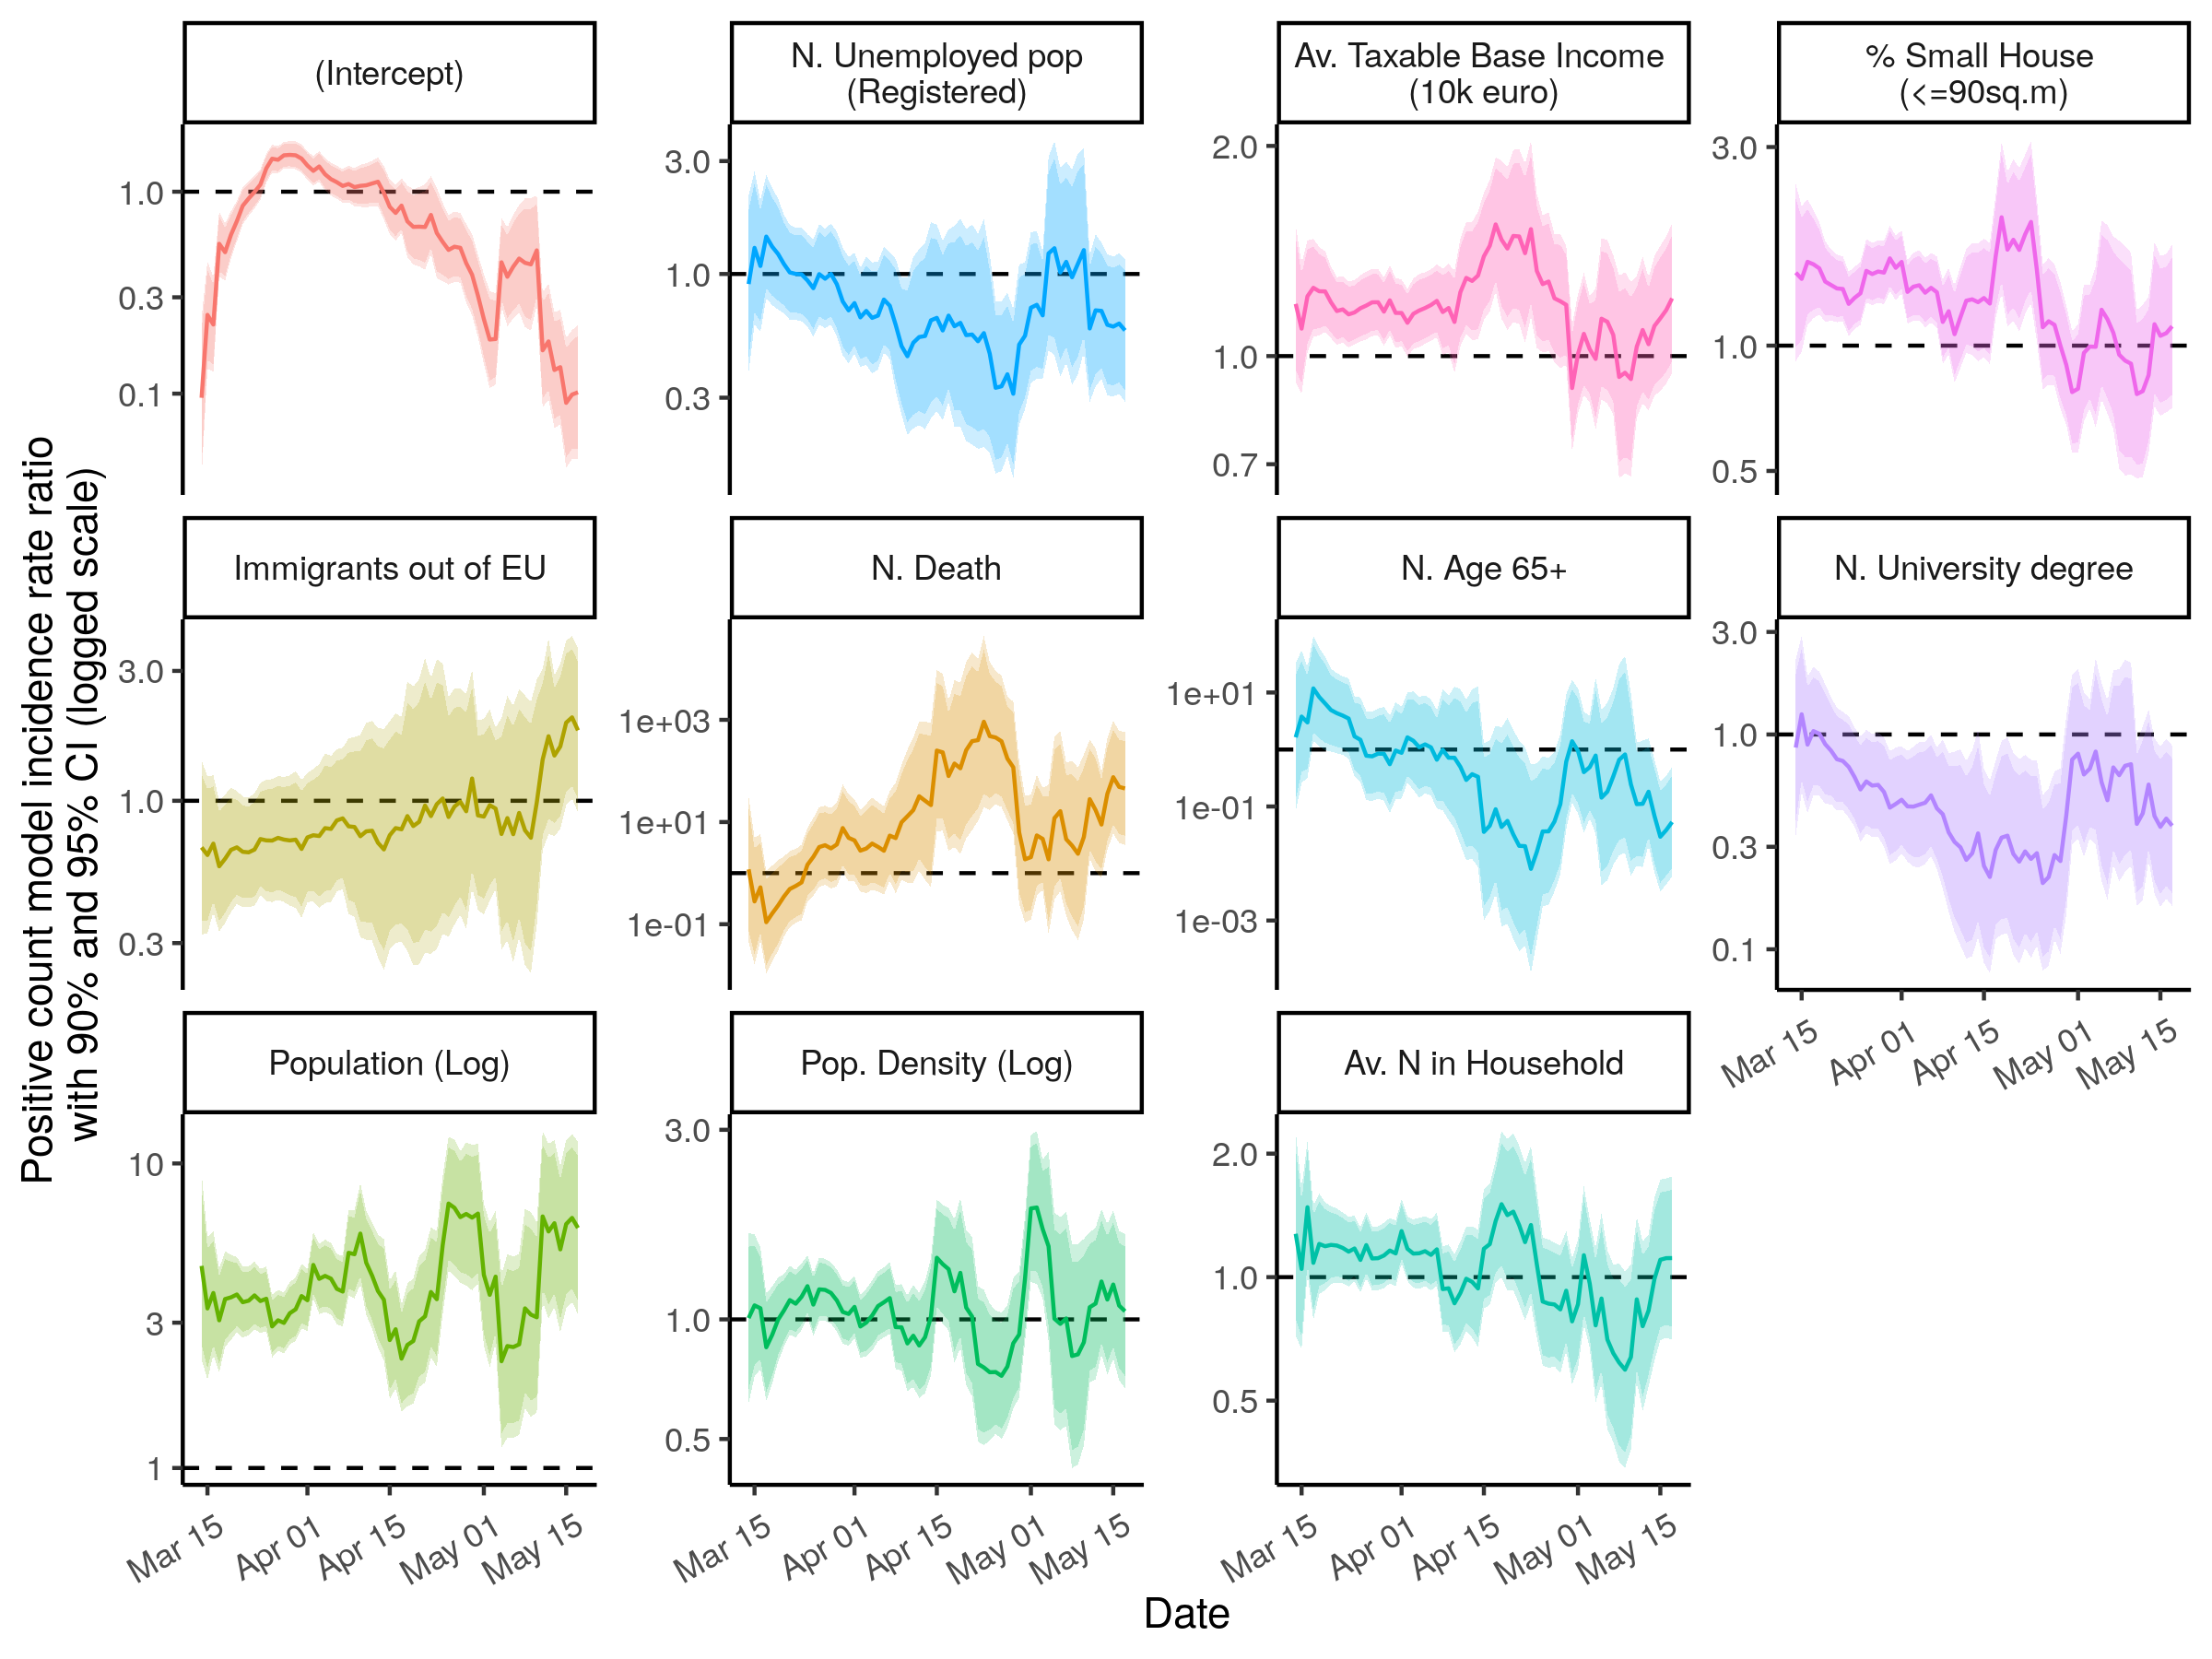 (Intercept)
N. Unemployed pop
(Registered)
Av. Taxable Base Income
(10k euro)
% Small House
(<=90sq.m)
1.0
0.3
0.1
3.0
1.0
0.3
2.0
1.0
0.7
3.0
1.0
0.5
Positive count model incidence rate ratio
with 90% and 95% CI (logged scale)
Immigrants out of EU
N. Death
N. Age 65+
N. University degree
3.0
1.0
0.3
1e+03
1e+01
1e-01
1e+01
1e-01
1e-03
3.0
1.0
0.3
0.1
Mar 15
Apr 01
Apr 15
May 01
May 15
Population (Log)
Pop. Density (Log)
Av. N in Household
10
3
1
3.0
1.0
0.5
2.0
1.0
0.5
Mar 15
Apr 01
Apr 15
May 01
May 15
Mar 15
Apr 01
Apr 15
May 01
May 15
Mar 15
Apr 01
Apr 15
May 01
May 15
Date